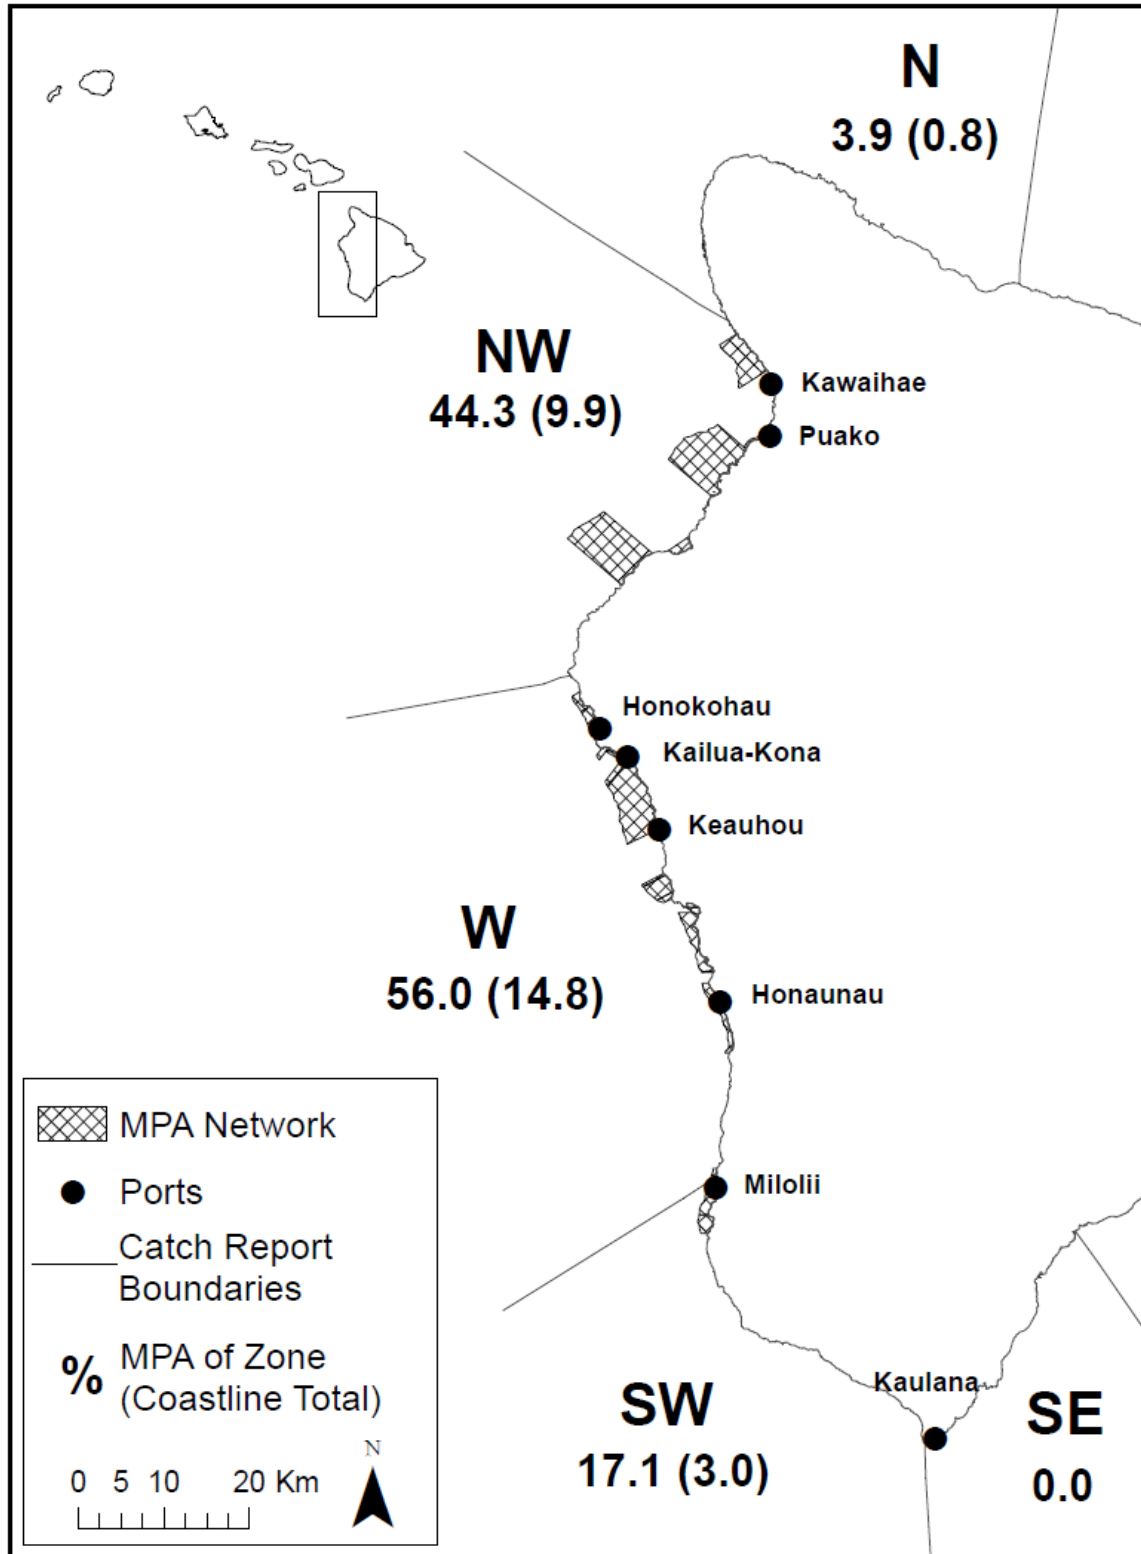 N
3.9 (0.8)
NW
44.3 (9.9)
Kawaihae
Puako
Honokohau
Kailua-Kona
Keauhou
W
56.0 (14.8)
Honaunau
Milolii
MPA Network
Ports
Catch Report
Boundaries
% MPA of Zone
(Coastline Total)
N
0 5 10 20 Km
Kaulana
SW
17.1 (3.0)
SE
0.0